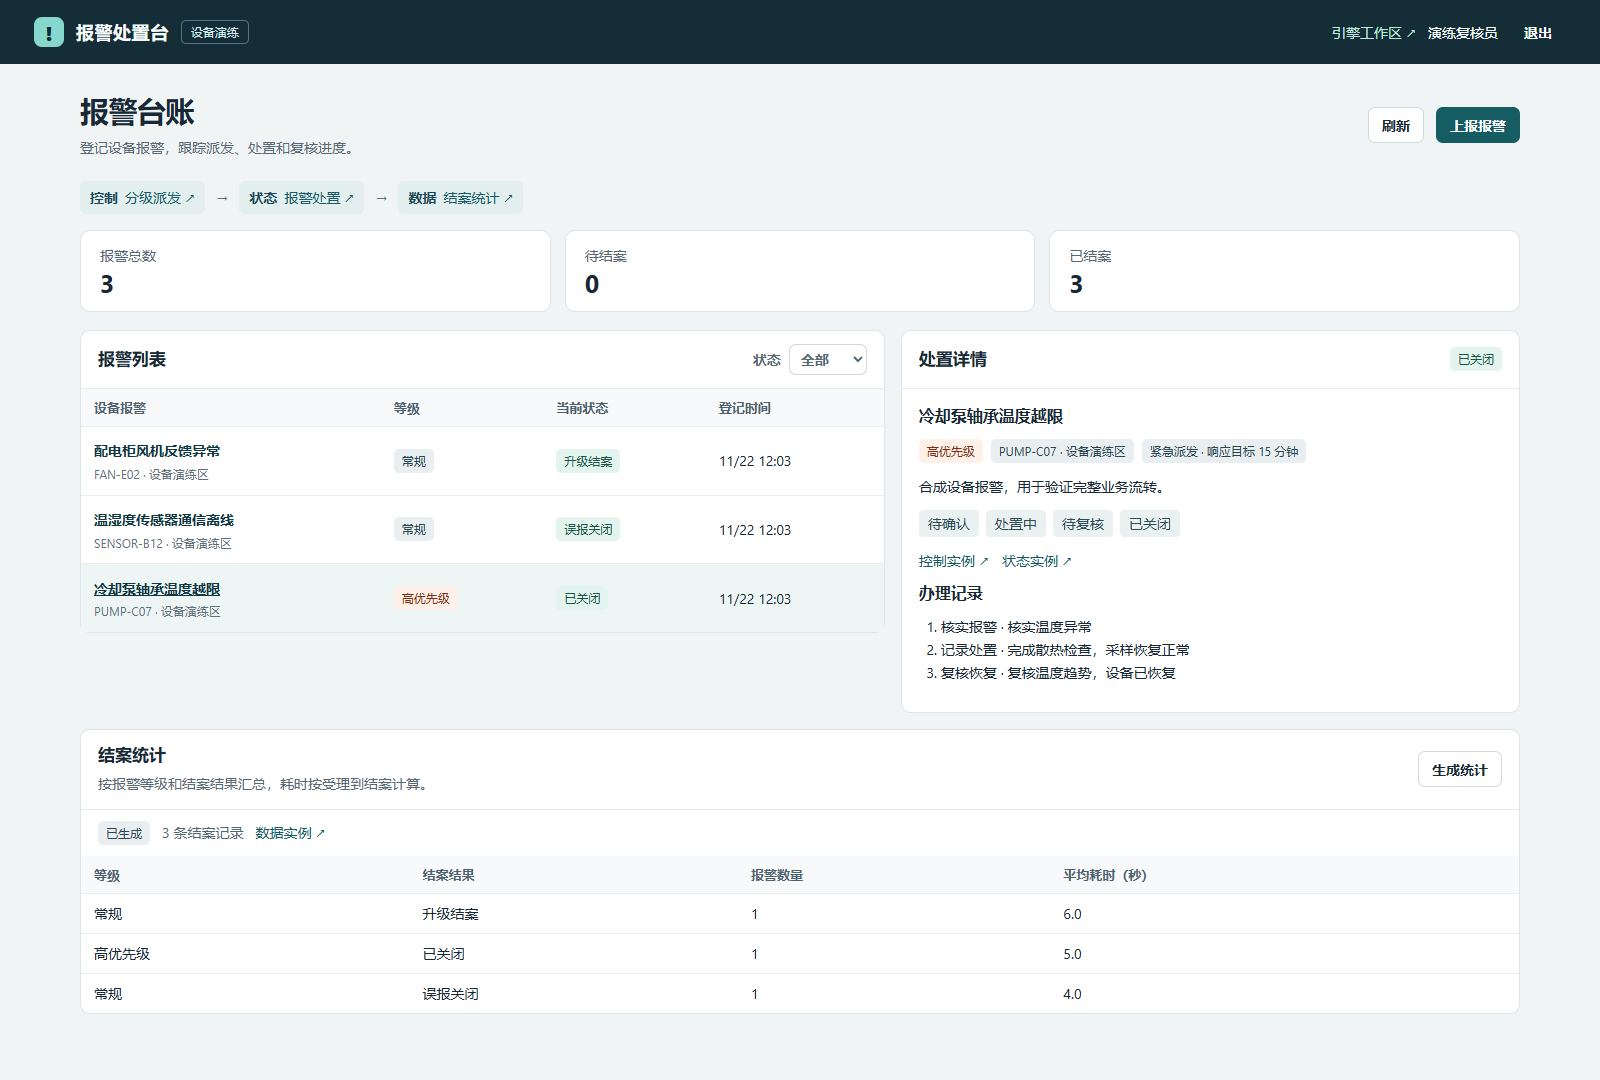 ! 报警处置台 设备演练
引擎工作区 ↗ 演练复核员 退出
报警台账
登记设备报警，跟踪派发、处置和复核进度。
刷新 上报报警
控制 分级派发 ↗ → 状态 报警处置 ↗ → 数据 结案统计 ↗
报警总数
3
待结案
0
已结案
3
报警列表
状态 全部
设备报警 等级 当前状态 登记时间
配电柜风机反馈异常
FAN-E02 · 设备演练区
常规 升级结案 11/22 12:03
温湿度传感器通信离线
SENSOR-B12 · 设备演练区
常规 误报关闭 11/22 12:03
冷却泵轴承温度越限
PUMP-C07 · 设备演练区
高优先级 已关闭 11/22 12:03
处置详情 已关闭
冷却泵轴承温度越限
高优先级 PUMP-C07 · 设备演练区 紧急派发 · 响应目标 15 分钟
合成设备报警，用于验证完整业务流转。
待确认 处置中 待复核 已关闭
控制实例 ↗ 状态实例 ↗
办理记录
1. 核实报警 · 核实温度异常
2. 记录处置 · 完成散热检查，采样恢复正常
3. 复核恢复 · 复核温度趋势，设备已恢复
结案统计
按报警等级和结案结果汇总，耗时按受理到结案计算。
生成统计
已生成 3 条结案记录 数据实例 ↗
等级 结案结果 报警数量 平均耗时（秒）
常规 升级结案 1 6.0
高优先级 已关闭 1 5.0
常规 误报关闭 1 4.0